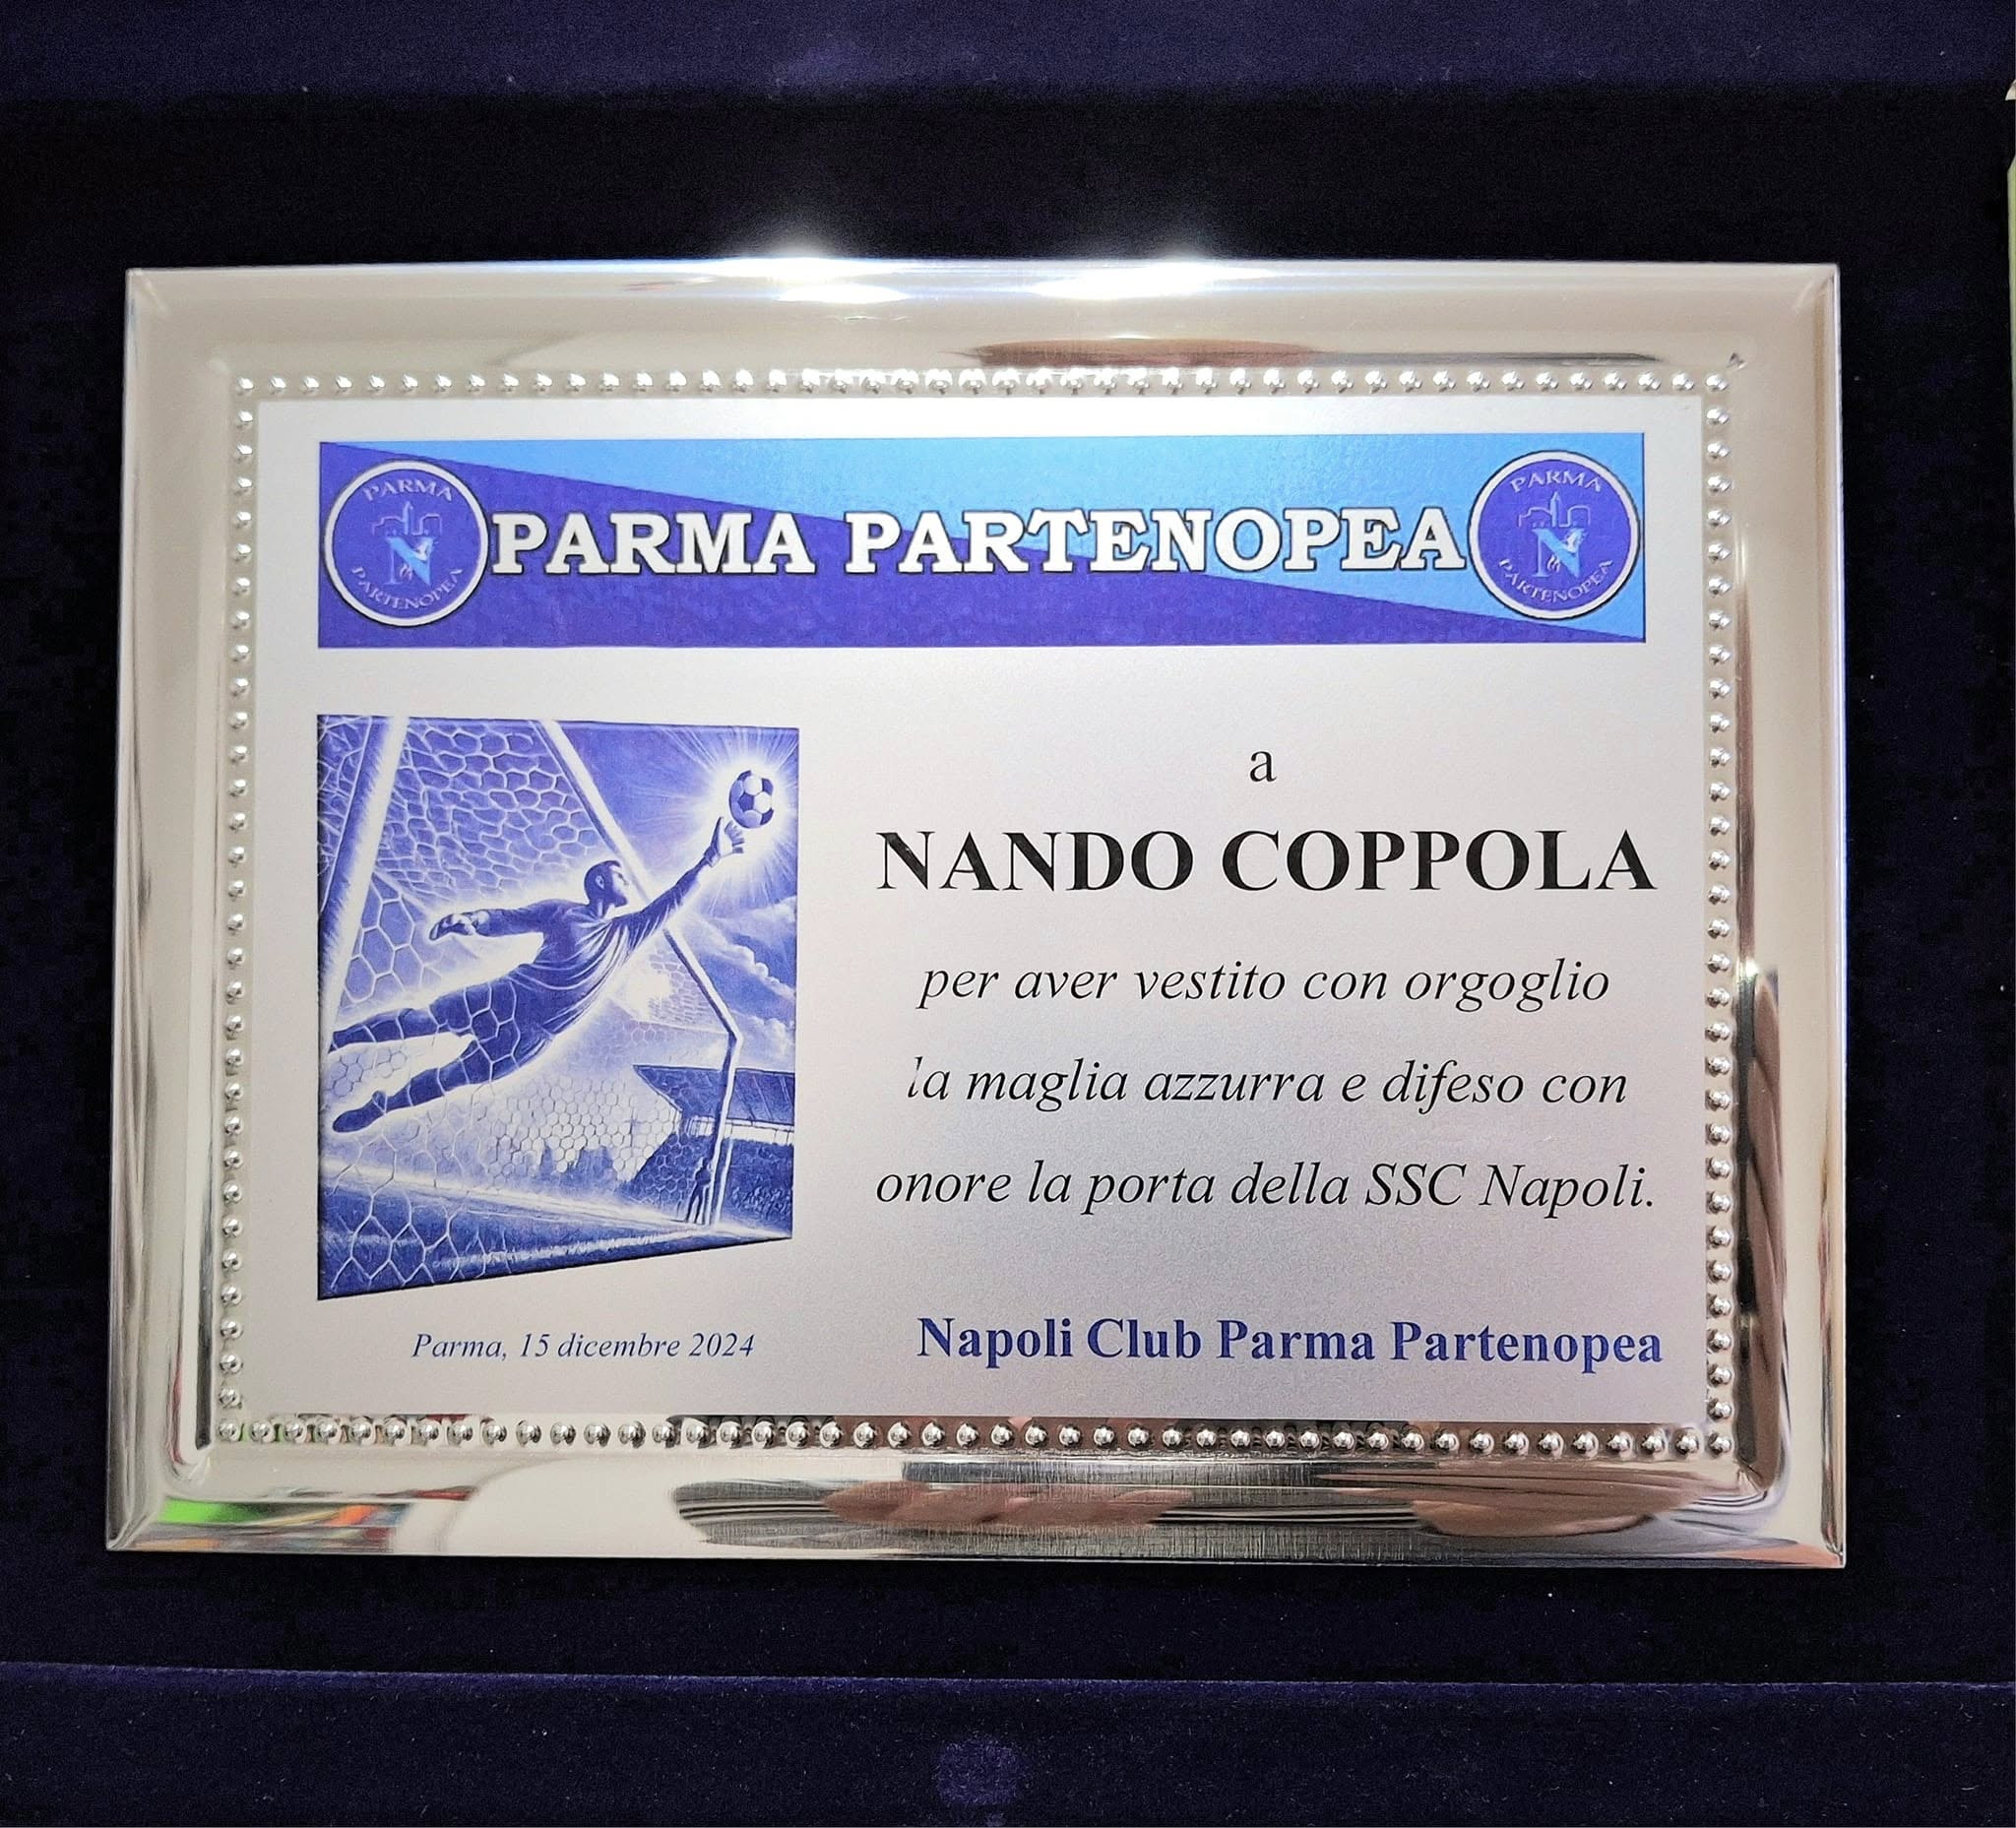 PARMA
PARTENOPEA
PARMA PARTENOPEA
PARMA
PARTENOPEA
a
NANDO COPPOLA
per aver vestito con orgoglio
la maglia azzurra e difeso con
onore la porta della SSC Napoli.
Parma, 15 dicembre 2024
Napoli Club Parma Partenopea